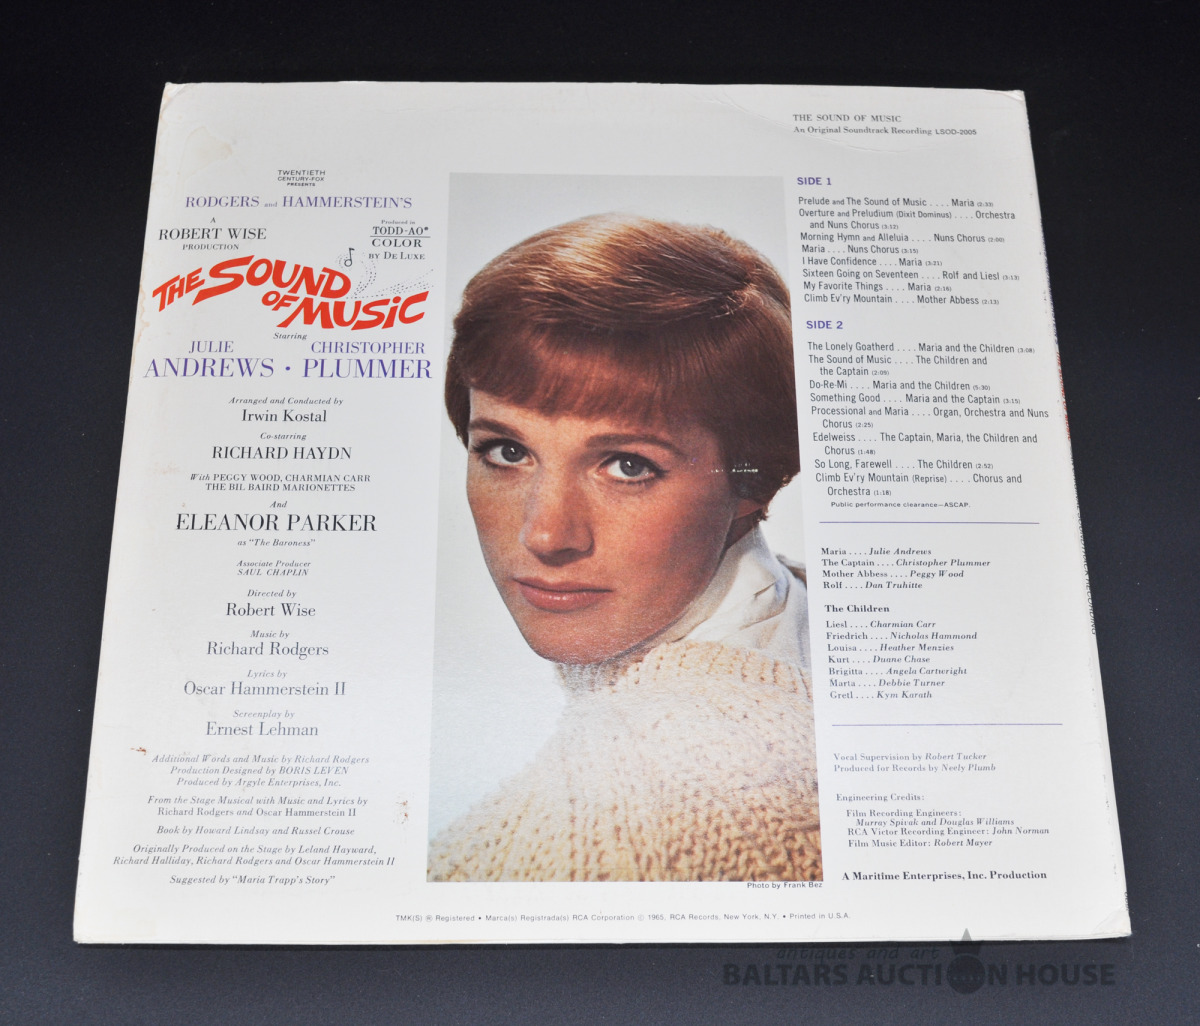 THE SOUND OF MUSIC
An Original Soundtrack Recording LSOD-2005
TWENTIETH
CENTURY-FOX
PRESENTS
RODGERS and HAMMERSTEIN'S
A
ROBERT WISE
PRODUCTION
Produced in
TODD-AO®
COLOR
BY DE LUXE
THE SOUND
OF MUSIC
Starring
JULIE
ANDREWS •
CHRISTOPHER
PLUMMER
Arranged and Conducted by
Irwin Kostal
Co-starring
RICHARD HAYDN
With PEGGY WOOD, CHARMIAN CARR
THE BIL BAIRD MARIONETTES
And
ELEANOR PARKER
as "The Baroness"
Associate Producer
SAUL CHAPLIN
Directed by
Robert Wise
Music by
Richard Rodgers
Lyrics by
Oscar Hammerstein II
Screenplay by
Ernest Lehman
Additional Words and Music by Richard Rodgers
Production Designed by BORIS LEVEN
Produced by Argyle Enterprises, Inc.
From the Stage Musical with Music and Lyrics by
Richard Rodgers and Oscar Hammerstein II
Book by Howard Lindsay and Russel Crouse
Originally Produced on the Stage by Leland Hayward,
Richard Halliday, Richard Rodgers and Oscar Hammerstein II
Suggested by "Maria Trapp's Story"
SIDE 1
Prelude and The Sound of Music . . . . Maria (2:33)
Overture and Preludium (Dixit Dominus) . . . . Orchestra
and Nuns Chorus (3:12)
Morning Hymn and Alleluia . . . . Nuns Chorus (2:00)
Maria . . . . Nuns Chorus (3:15)
I Have Confidence . . . . Maria (3:21)
Sixteen Going on Seventeen . . . . Rolf and Liesl (3:13)
My Favorite Things . . . . Maria (2:16)
Climb Ev'ry Mountain . . . . Mother Abbess (2:13)
SIDE 2
The Lonely Goatherd . . . . Maria and the Children (3:08)
The Sound of Music . . . . The Children and
the Captain (2:09)
Do-Re-Mi . . . . Maria and the Children (5:30)
Something Good . . . . Maria and the Captain (3:15)
Processional and Maria . . . . Organ, Orchestra and Nuns
Chorus (2:25)
Edelweiss . . . . The Captain, Maria, the Children and
Chorus (1:48)
So Long, Farewell . . . . The Children (2:52)
Climb Ev'ry Mountain (Reprise) . . . . Chorus and
Orchestra (1:18)
Public performance clearance—ASCAP.
Maria . . . . Julie Andrews
The Captain . . . . Christopher Plummer
Mother Abbess . . . . Peggy Wood
Rolf . . . . Dan Truhitte
The Children
Liesl . . . . Charmian Carr
Friedrich . . . . Nicholas Hammond
Louisa . . . . Heather Menzies
Kurt . . . . Duane Chase
Brigitta . . . . Angela Cartwright
Marta . . . . Debbie Turner
Gretl . . . . Kym Karath
Vocal Supervision by Robert Tucker
Produced for Records by Neely Plumb
Engineering Credits:
Film Recording Engineers:
Murray Spivak and Douglas Williams
RCA Victor Recording Engineer: John Norman
Film Music Editor: Robert Mayer
A Maritime Enterprises, Inc. Production
Photo by Frank Bez
TMK(S) ® Registered • Marca(s) Registrada(s) RCA Corporation © 1965, RCA Records, New York, N.Y. • Printed in U.S.A.
antiques and art
BALTARS AUCTION HOUSE